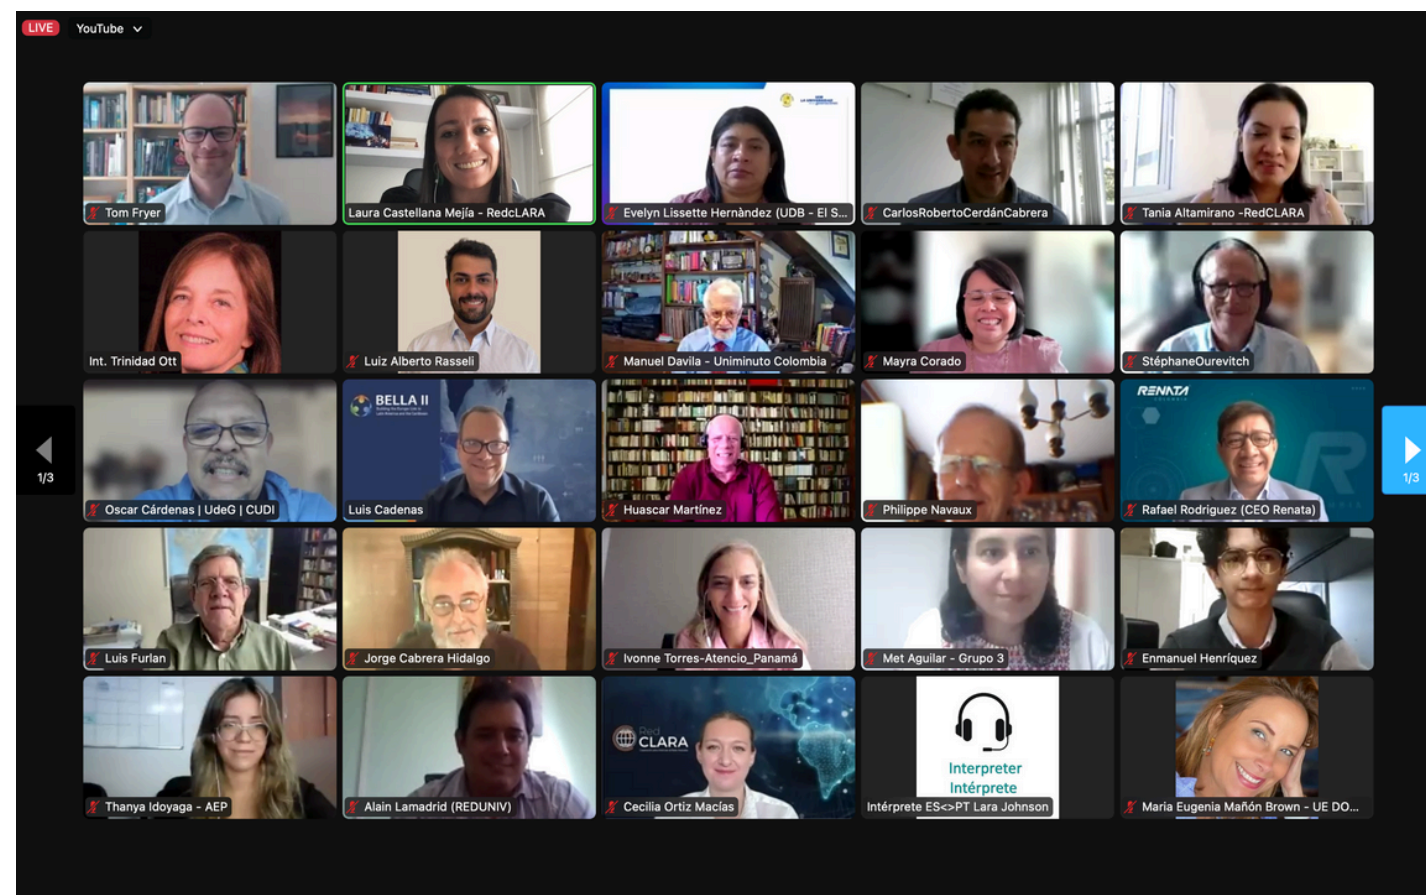 LIVE YouTube
Tom Fryer
Laura Castellana Mejía - RedcLARA
Evelyn Lissette Hernàndez (UDB - El S...
CarlosRobertoCerdánCabrera
Tania Altamirano -RedCLARA
Int. Trinidad Ott
Luiz Alberto Rasseli
Manuel Davila - Uniminuto Colombia
Mayra Corado
StéphaneOurevitch
1/3
Oscar Cárdenas | UdeG | CUDI
BELLA II
Luis Cadenas
Huascar Martínez
Philippe Navaux
RENATA
COLOMBIA
Rafael Rodriguez (CEO Renata)
1/3
Luis Furlan
Jorge Cabrera Hidalgo
Ivonne Torres-Atencio_Panamá
Met Aguilar - Grupo 3
Enmanuel Henríquez
Thanya Idoyaga - AEP
Alain Lamadrid (REDUNIV)
Red
CLARA
Cecilia Ortiz Macías
Interpreter
Intérprete
Intérprete ES<>PT Lara Johnson
Maria Eugenia Mañón Brown - UE DO...